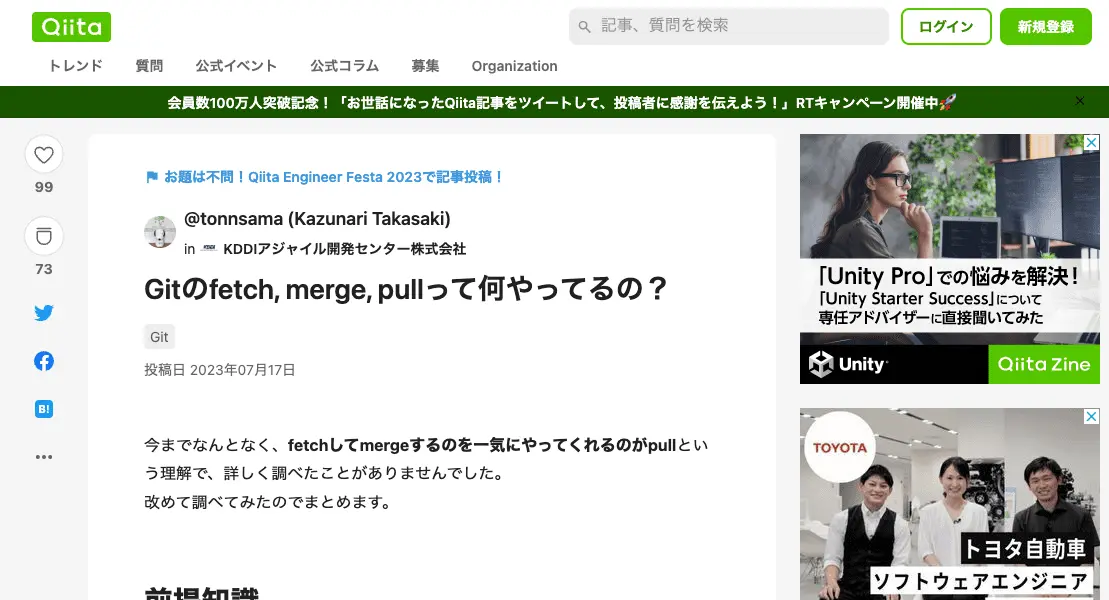 Qiita
記事、質問を検索
ログイン
新規登録
トレンド 質問 公式イベント 公式コラム 募集 Organization
会員数100万人突破記念！「お世話になったQiita記事をツイートして、投稿者に感謝を伝えよう！」RTキャンペーン開催中🚀
99
73
B!
お題は不問！Qiita Engineer Festa 2023で記事投稿！
@tonnsama (Kazunari Takasaki)
in KDDIアジャイル開発センター株式会社
Gitのfetch, merge, pullって何やってるの？
Git
投稿日 2023年07月17日
今までなんとなく、fetchしてmergeするのを一気にやってくれるのがpullとい
う理解で、詳しく調べたことがありませんでした。
改めて調べてみたのでまとめます。
前提知識
「Unity Pro」での悩みを解決！
「Unity Starter Success」について
専任アドバイザーに直接聞いてみた
Unity
Qiita Zine
TOYOTA
トヨタ自動車
ソフトウェアエンジニア